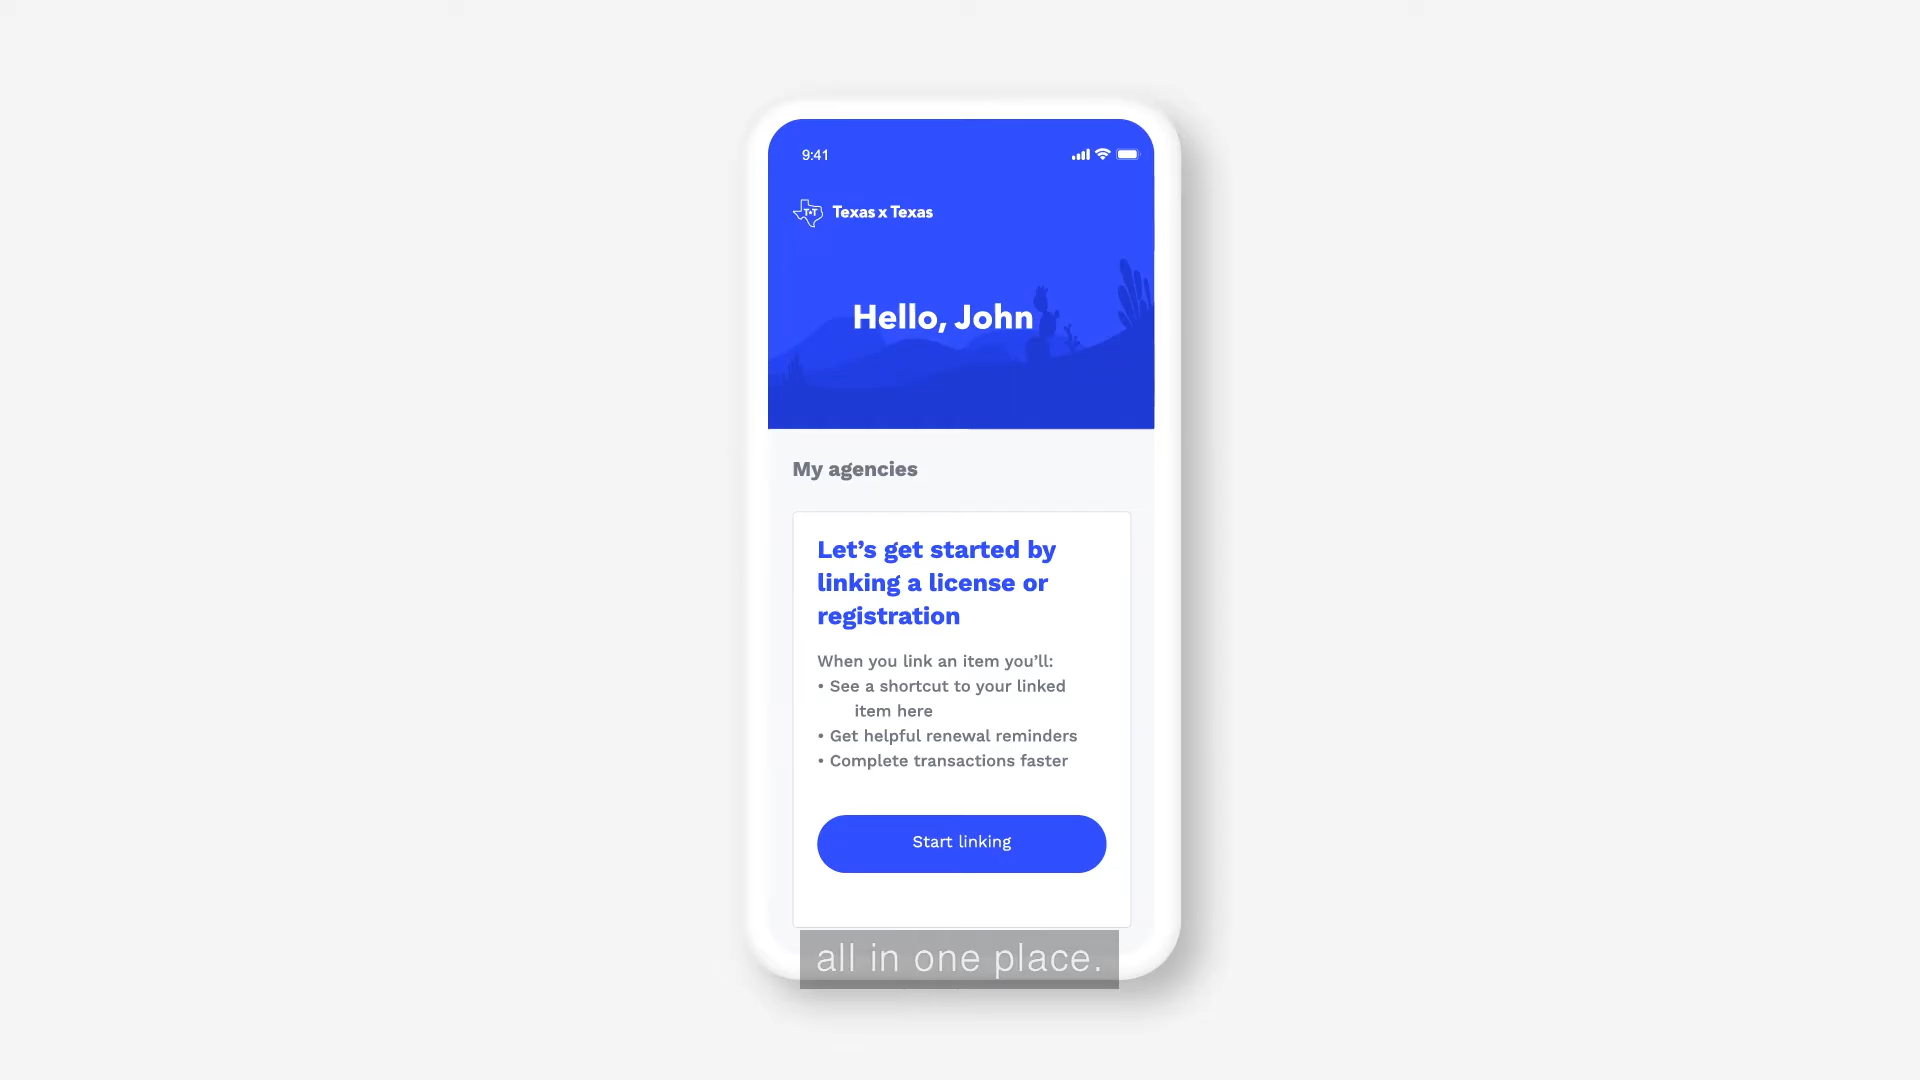 9:41
TxT Texas x Texas
Hello, John
My agencies
Let’s get started by
linking a license or
registration
When you link an item you’ll:
• See a shortcut to your linked
item here
• Get helpful renewal reminders
• Complete transactions faster
Start linking
all in one place.